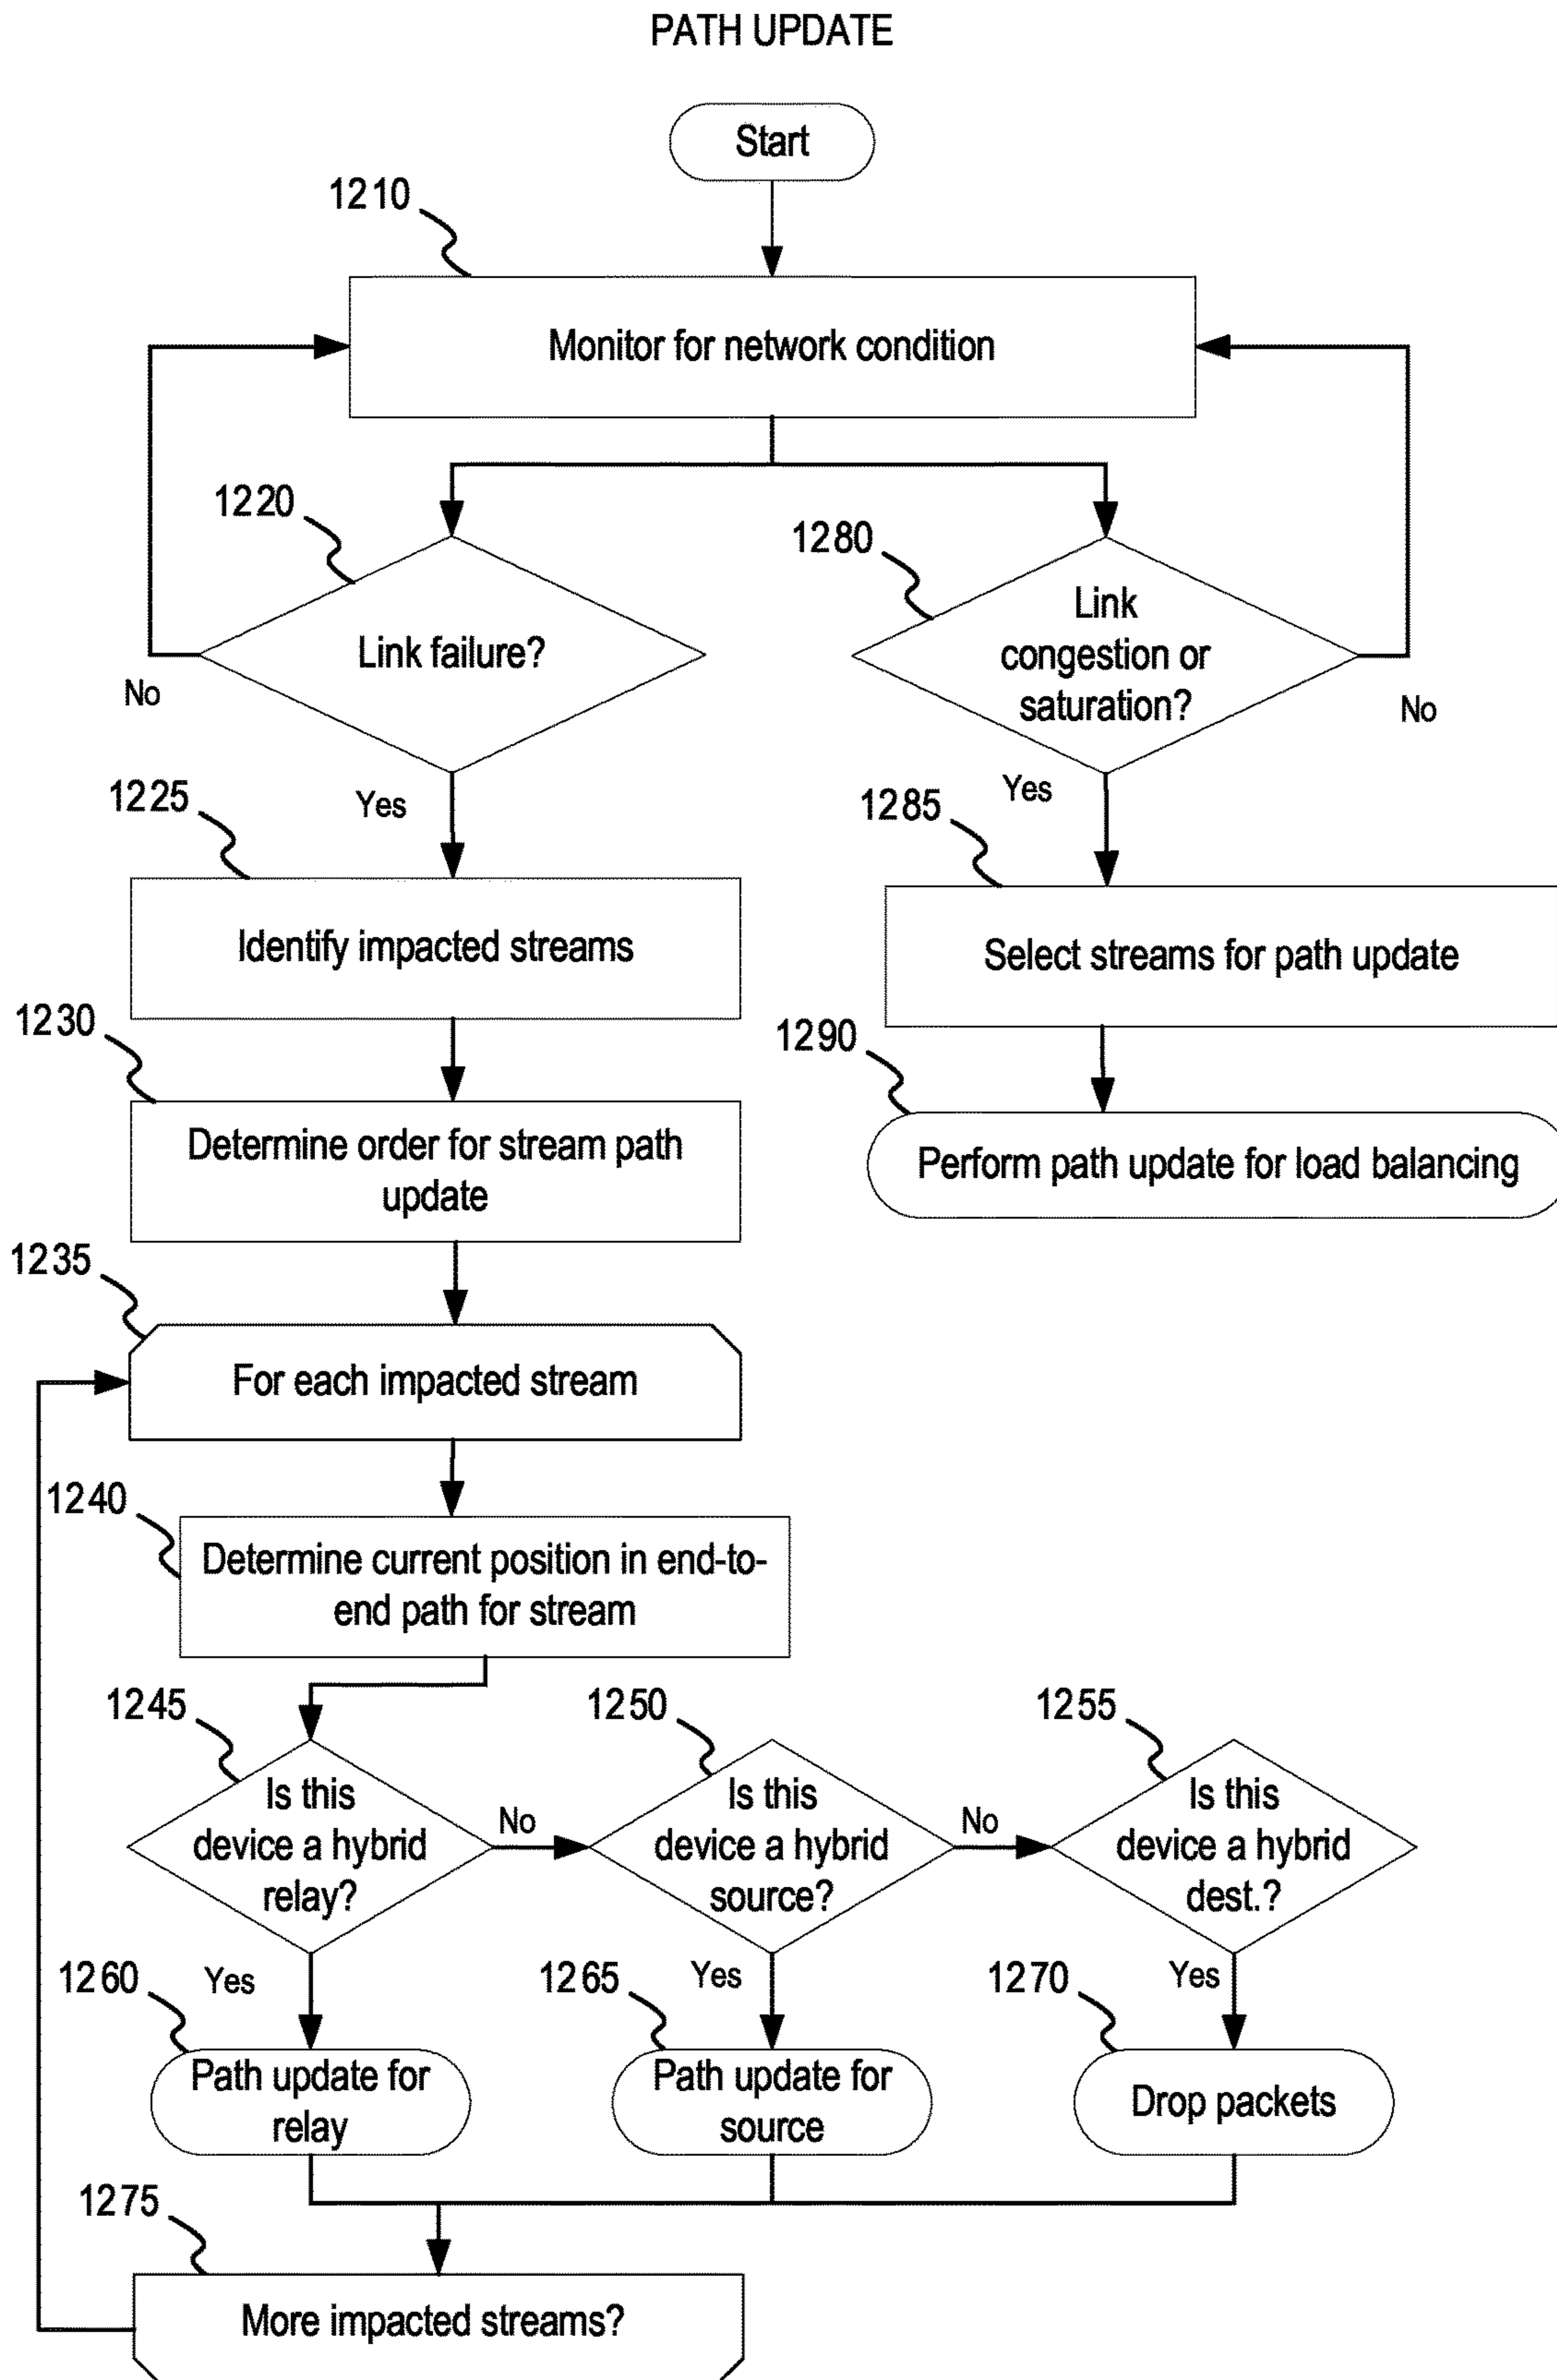 PATH UPDATE
Start
1210
Monitor for network condition
1220
1280
Link failure?
Link
congestion or
saturation?
No
No
Yes
Yes
1225
1285
Identify impacted streams
Select streams for path update
1230
1290
Determine order for stream path
update
Perform path update for load balancing
1235
For each impacted stream
1240
Determine current position in end-to-
end path for stream
1245
1250
1255
Is this
device a hybrid
relay?
No
Is this
device a hybrid
source?
No
Is this
device a hybrid
dest.?
1260
Yes
1265
Yes
1270
Yes
Path update for
relay
Path update for
source
Drop packets
1275
More impacted streams?